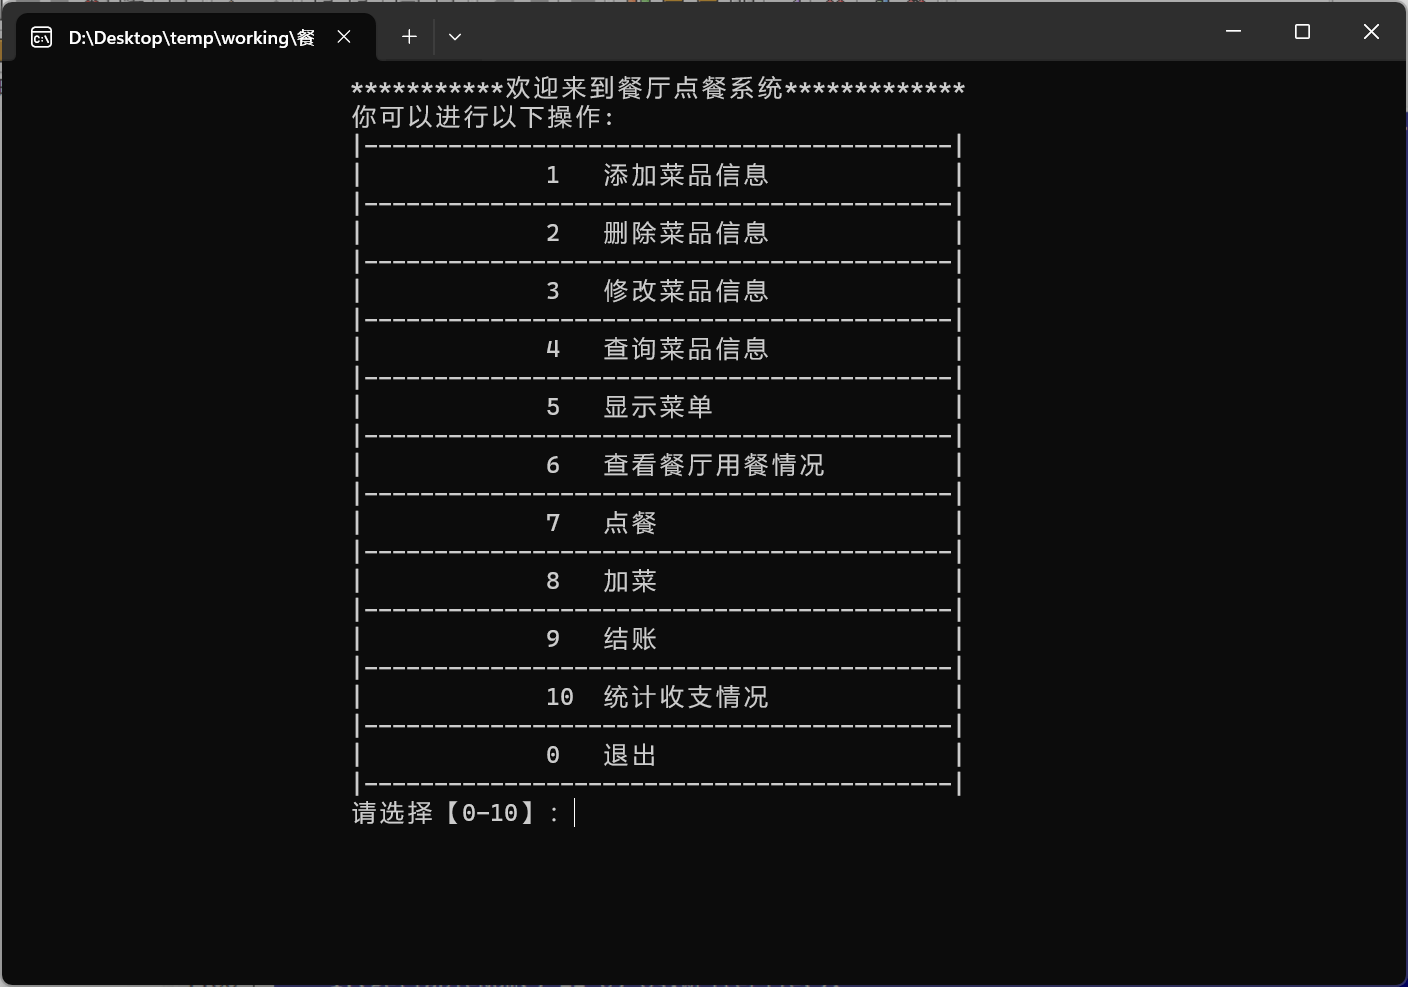 D:\Desktop\temp\working\餐
***********欢迎来到餐厅点餐系统*************
你可以进行以下操作:
|------------------------------------------|
| 1 添加菜品信息 |
|------------------------------------------|
| 2 删除菜品信息 |
|------------------------------------------|
| 3 修改菜品信息 |
|------------------------------------------|
| 4 查询菜品信息 |
|------------------------------------------|
| 5 显示菜单 |
|------------------------------------------|
| 6 查看餐厅用餐情况 |
|------------------------------------------|
| 7 点餐 |
|------------------------------------------|
| 8 加菜 |
|------------------------------------------|
| 9 结账 |
|------------------------------------------|
| 10 统计收支情况 |
|------------------------------------------|
| 0 退出 |
|------------------------------------------|
请选择【0-10】: